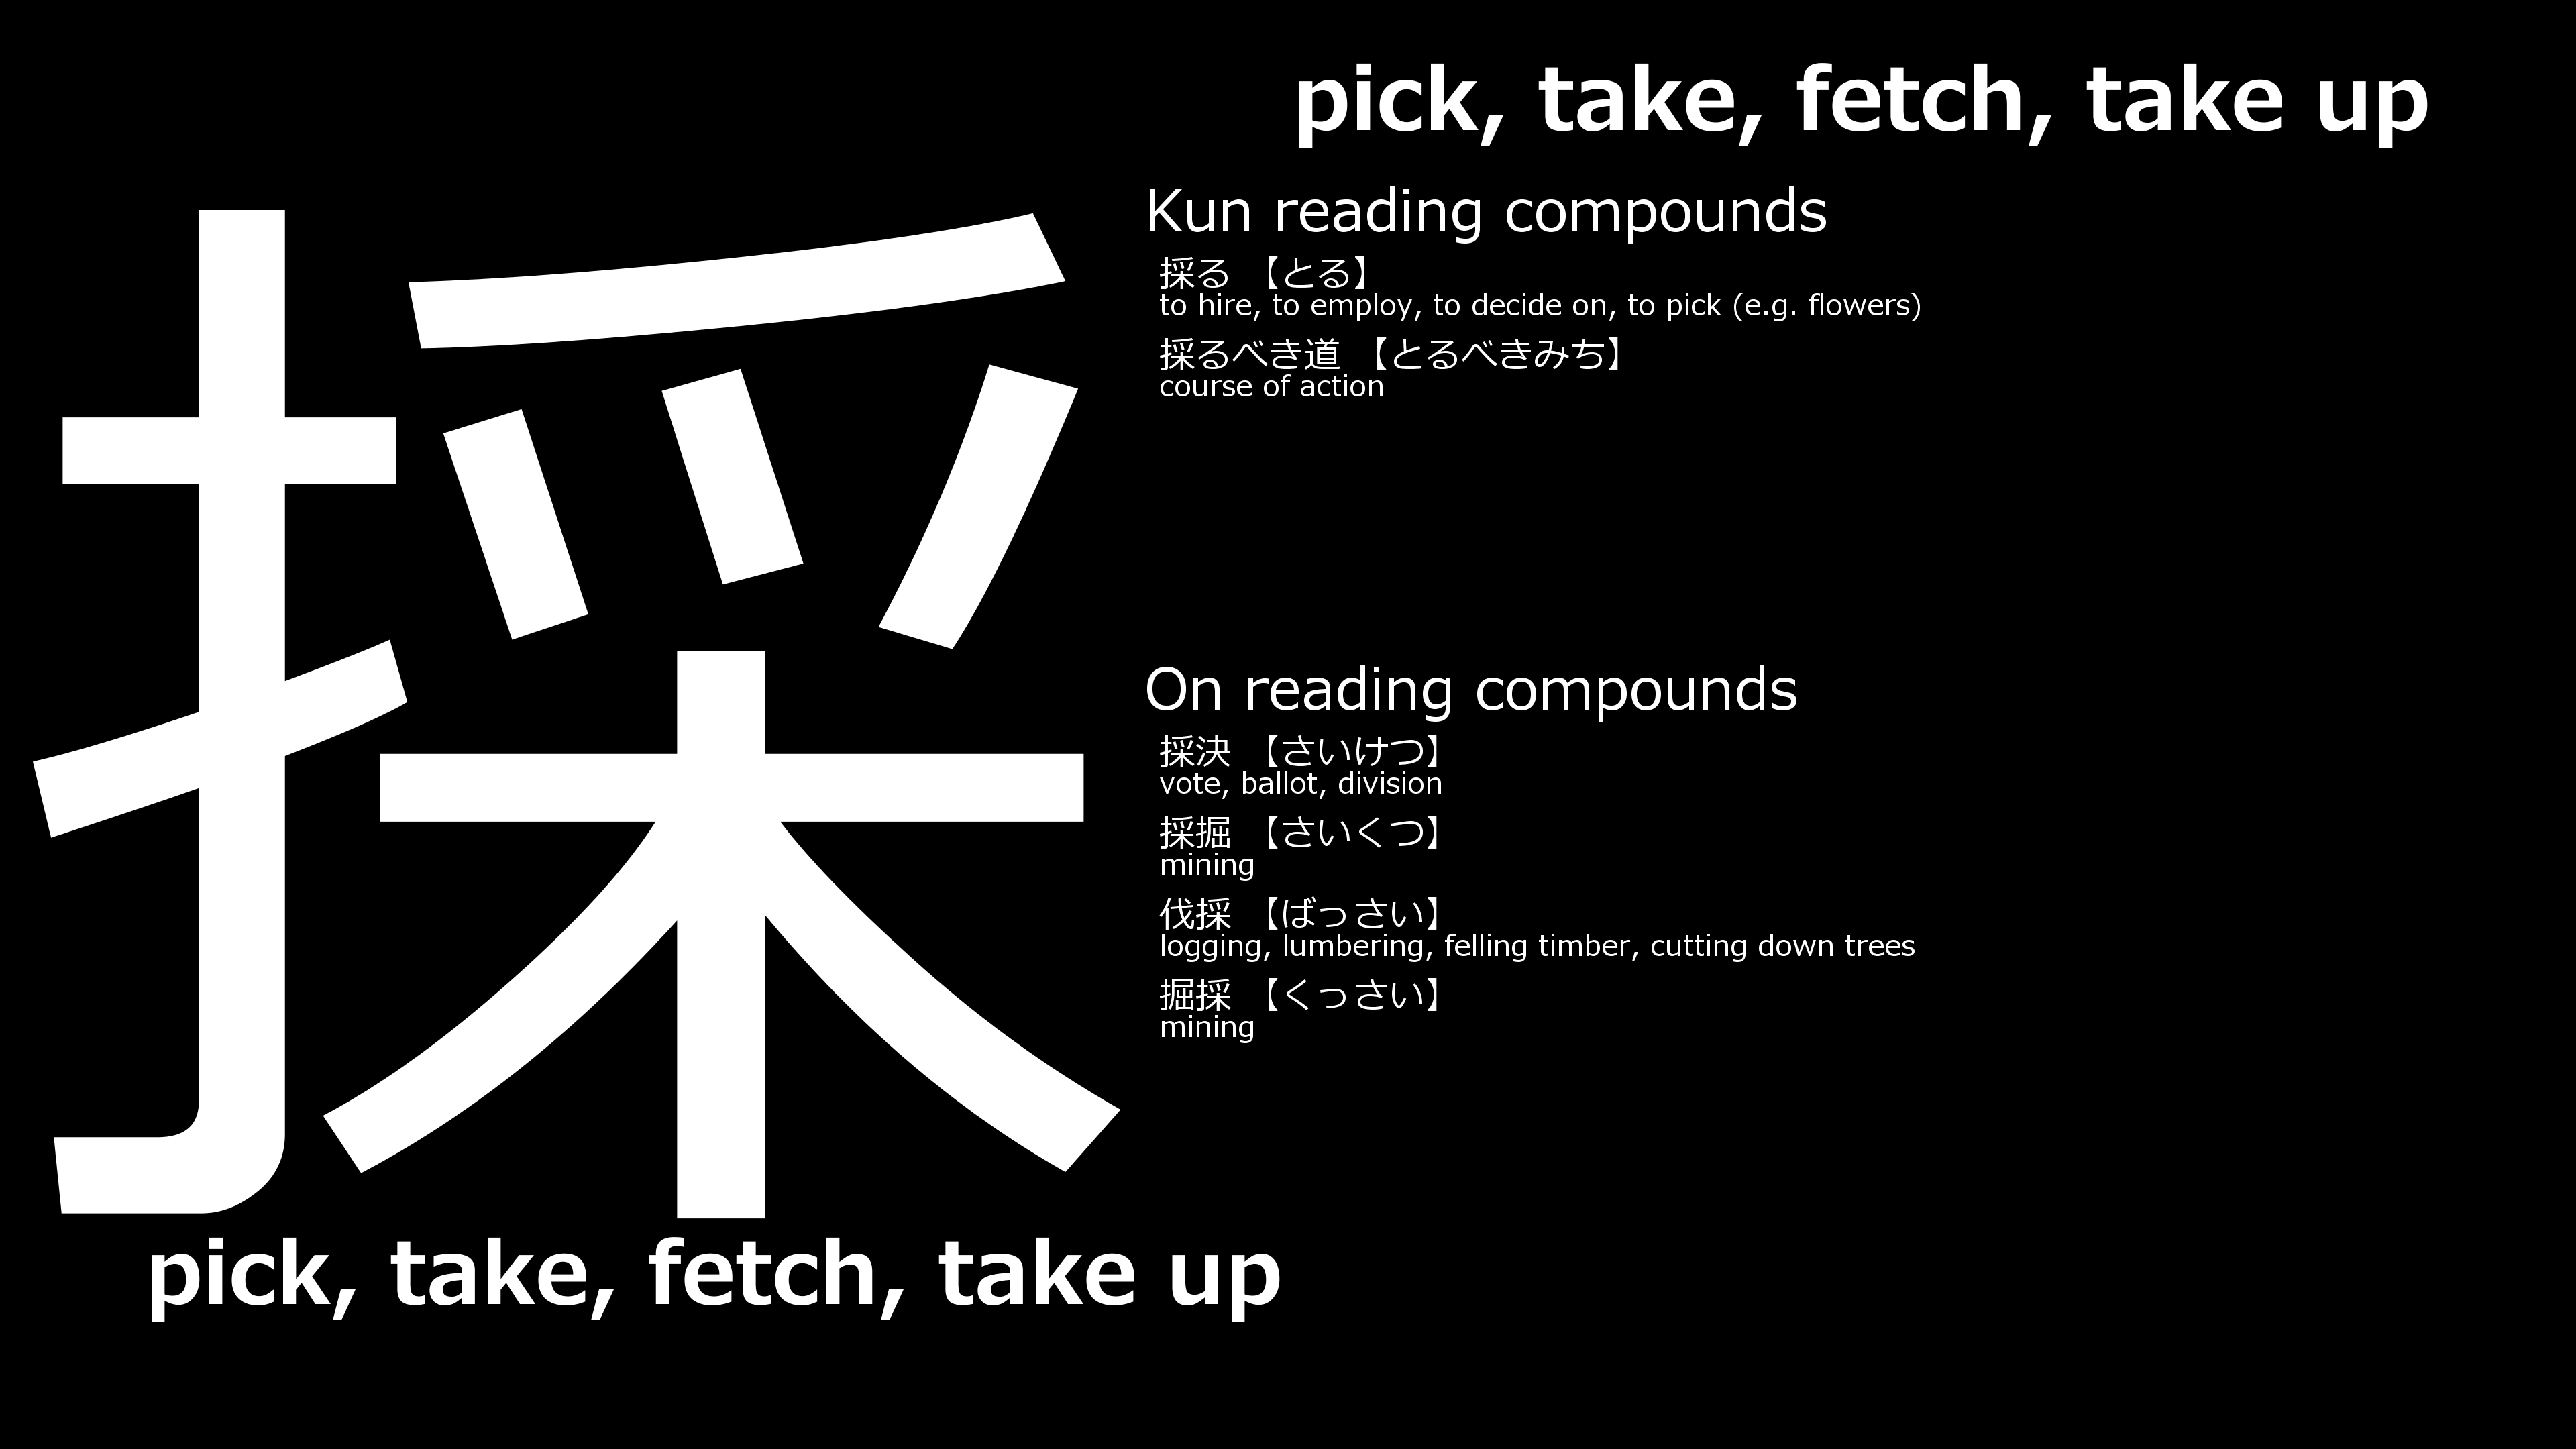 採
pick, take, fetch, take up
pick, take, fetch, take up
Kun reading compounds
採る 【とる】
to hire, to employ, to decide on, to pick (e.g. flowers)
採るべき道 【とるべきみち】
course of action
On reading compounds
採決 【さいけつ】
vote, ballot, division
採掘 【さいくつ】
mining
伐採 【ばっさい】
logging, lumbering, felling timber, cutting down trees
掘採 【くっさい】
mining